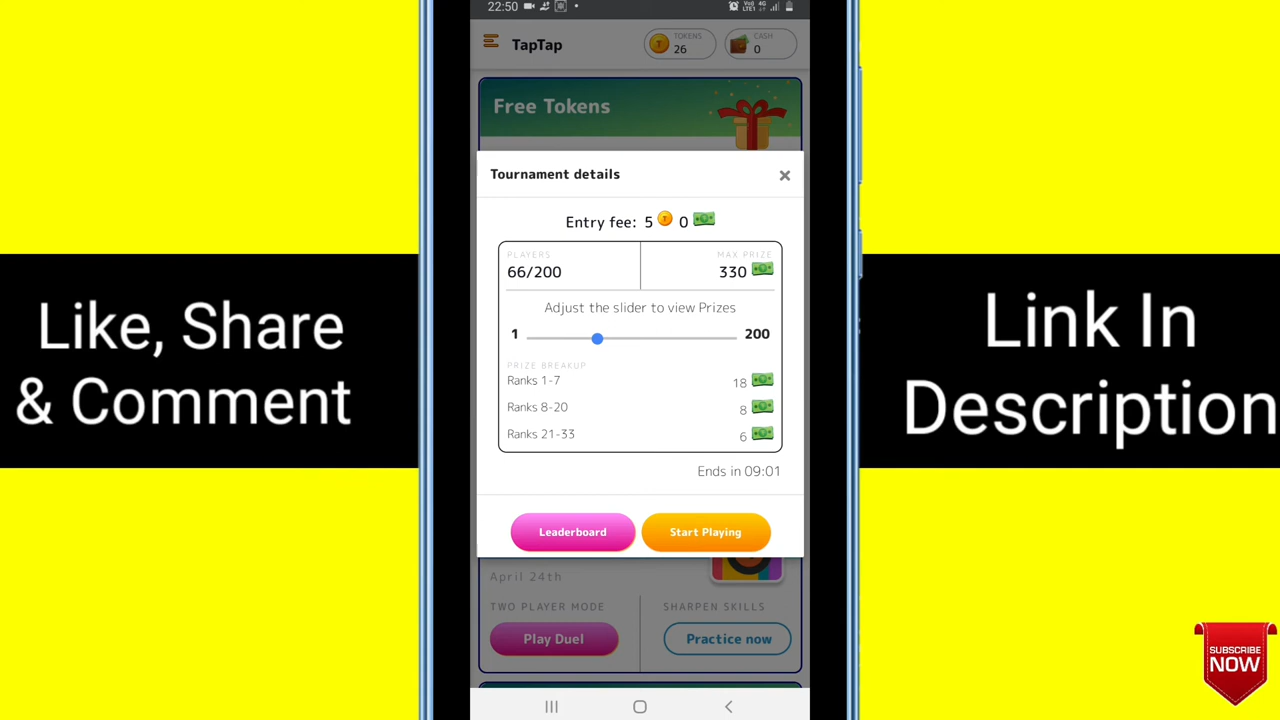 22:50
Vo)) LTE1 4G
TapTap
TOKENS
26
CASH
0
Free Tokens
Tournament details
×
Entry fee: 5 0
PLAYERS
MAX PRIZE
66/200
330
Adjust the slider to view Prizes
1
200
PRIZE BREAKUP
Ranks 1-7
18
Ranks 8-20
8
Ranks 21-33
6
Ends in 09:01
Leaderboard
Start Playing
April 24th
TWO PLAYER MODE
SHARPEN SKILLS
Play Duel
Practice now
Like, Share
& Comment
Link In
Description
SUBSCRIBE
NOW